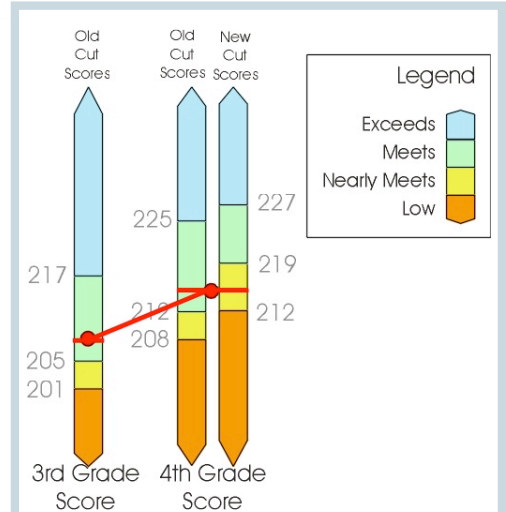 Old
Cut
Scores
Old
Cut
Scores
New
Cut
Scores
Legend
Exceeds
Meets
Nearly Meets
Low
217
205
201
225
212
208
227
219
212
3rd Grade
Score
4th Grade
Score